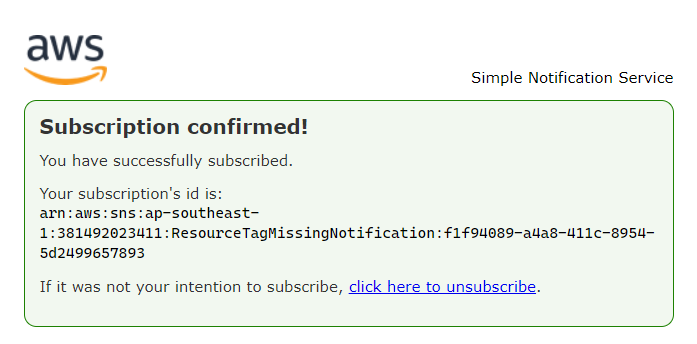 aws
Simple Notification Service
Subscription confirmed!
You have successfully subscribed.
Your subscription's id is:
arn:aws:sns:ap-southeast-
1:381492023411:ResourceTagMissingNotification:f1f94089-a4a8-411c-8954-
5d2499657893
If it was not your intention to subscribe, click here to unsubscribe.